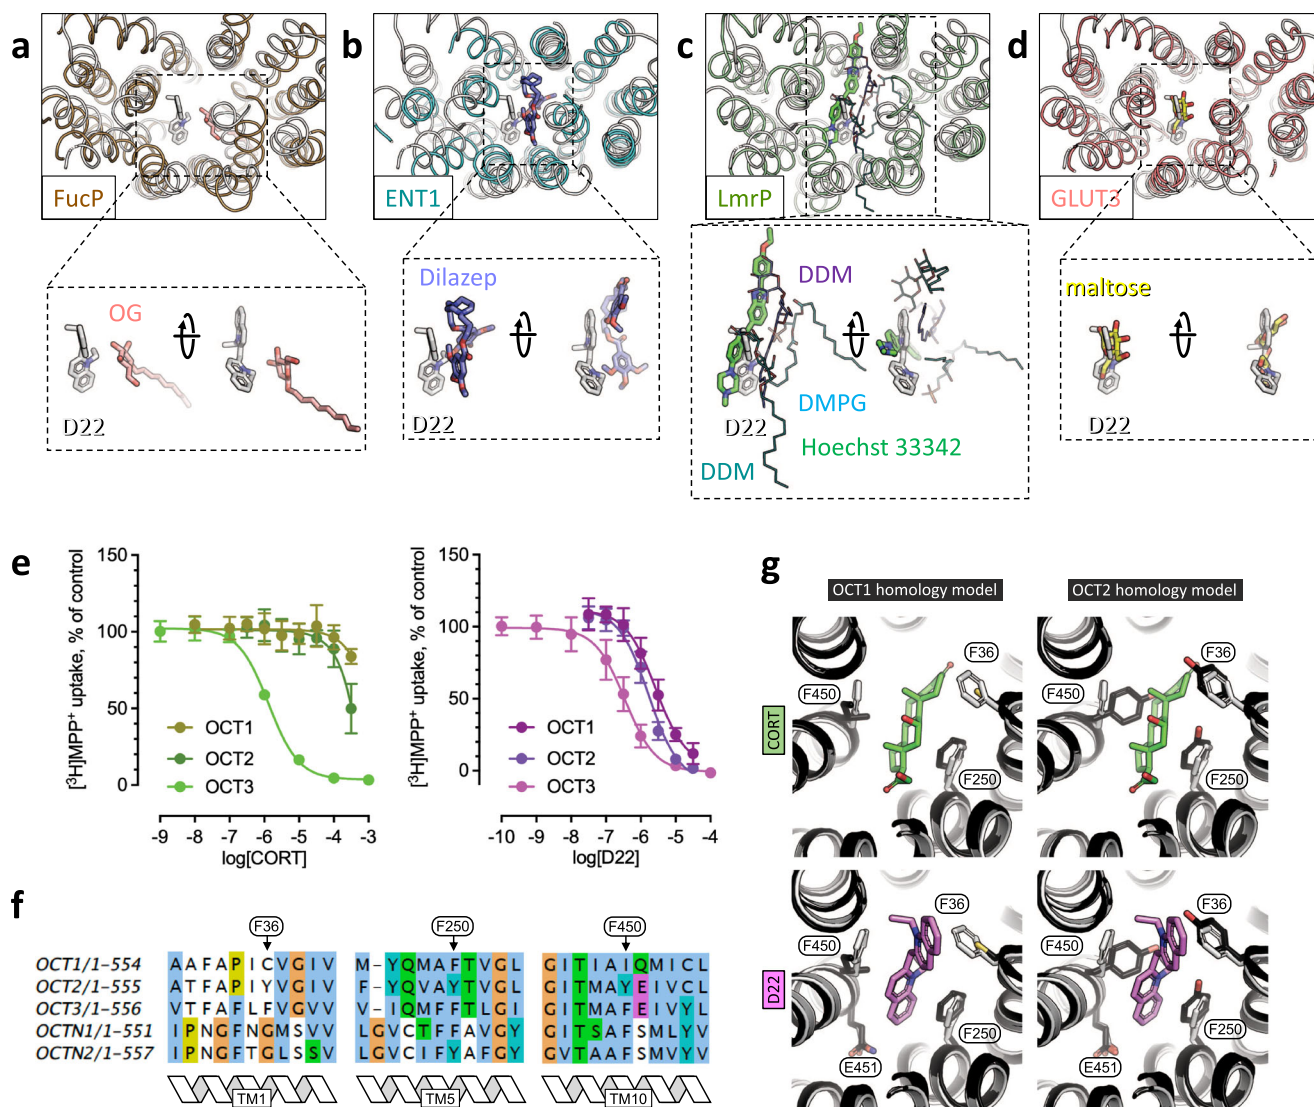 a
b
c
d
FucP
ENT1
LmrP
GLUT3
OG
D22
Dilazep
D22
DDM
DMPG
D22
Hoechst 33342
DDM
maltose
D22
e
[³H]MPP⁺ uptake, % of control
150
100
50
0
OCT1
OCT2
OCT3
-9 -8 -7 -6 -5 -4 -3
log[CORT]
[³H]MPP⁺ uptake, % of control
150
100
50
0
OCT1
OCT2
OCT3
-10 -9 -8 -7 -6 -5 -4
log[D22]
g
OCT1 homology model
OCT2 homology model
CORT
F36
F450
F250
F36
F450
F250
D22
F36
F450
F250
E451
F36
F450
F250
E451
f
F36 F250 F450
OCT1/1-554 AAFAPICVGIV M-YQMAFTVGL GITIAIQMICL
OCT2/1-555 ATFAPIYVGIV F-YQVAYTVGL GITMAYEIVCL
OCT3/1-556 VTFAFLFVGIV V-IQMFFTLGI GITMAFEIVYL
OCTN1/1-551 IPNGFNGMSVV LGVCTFFAVGY GITSAFSMLYV
OCTN2/1-557 IPNGFTGLSSV LGVCIFYAFGY GVTAAFSMVYV
TM1 TM5 TM10